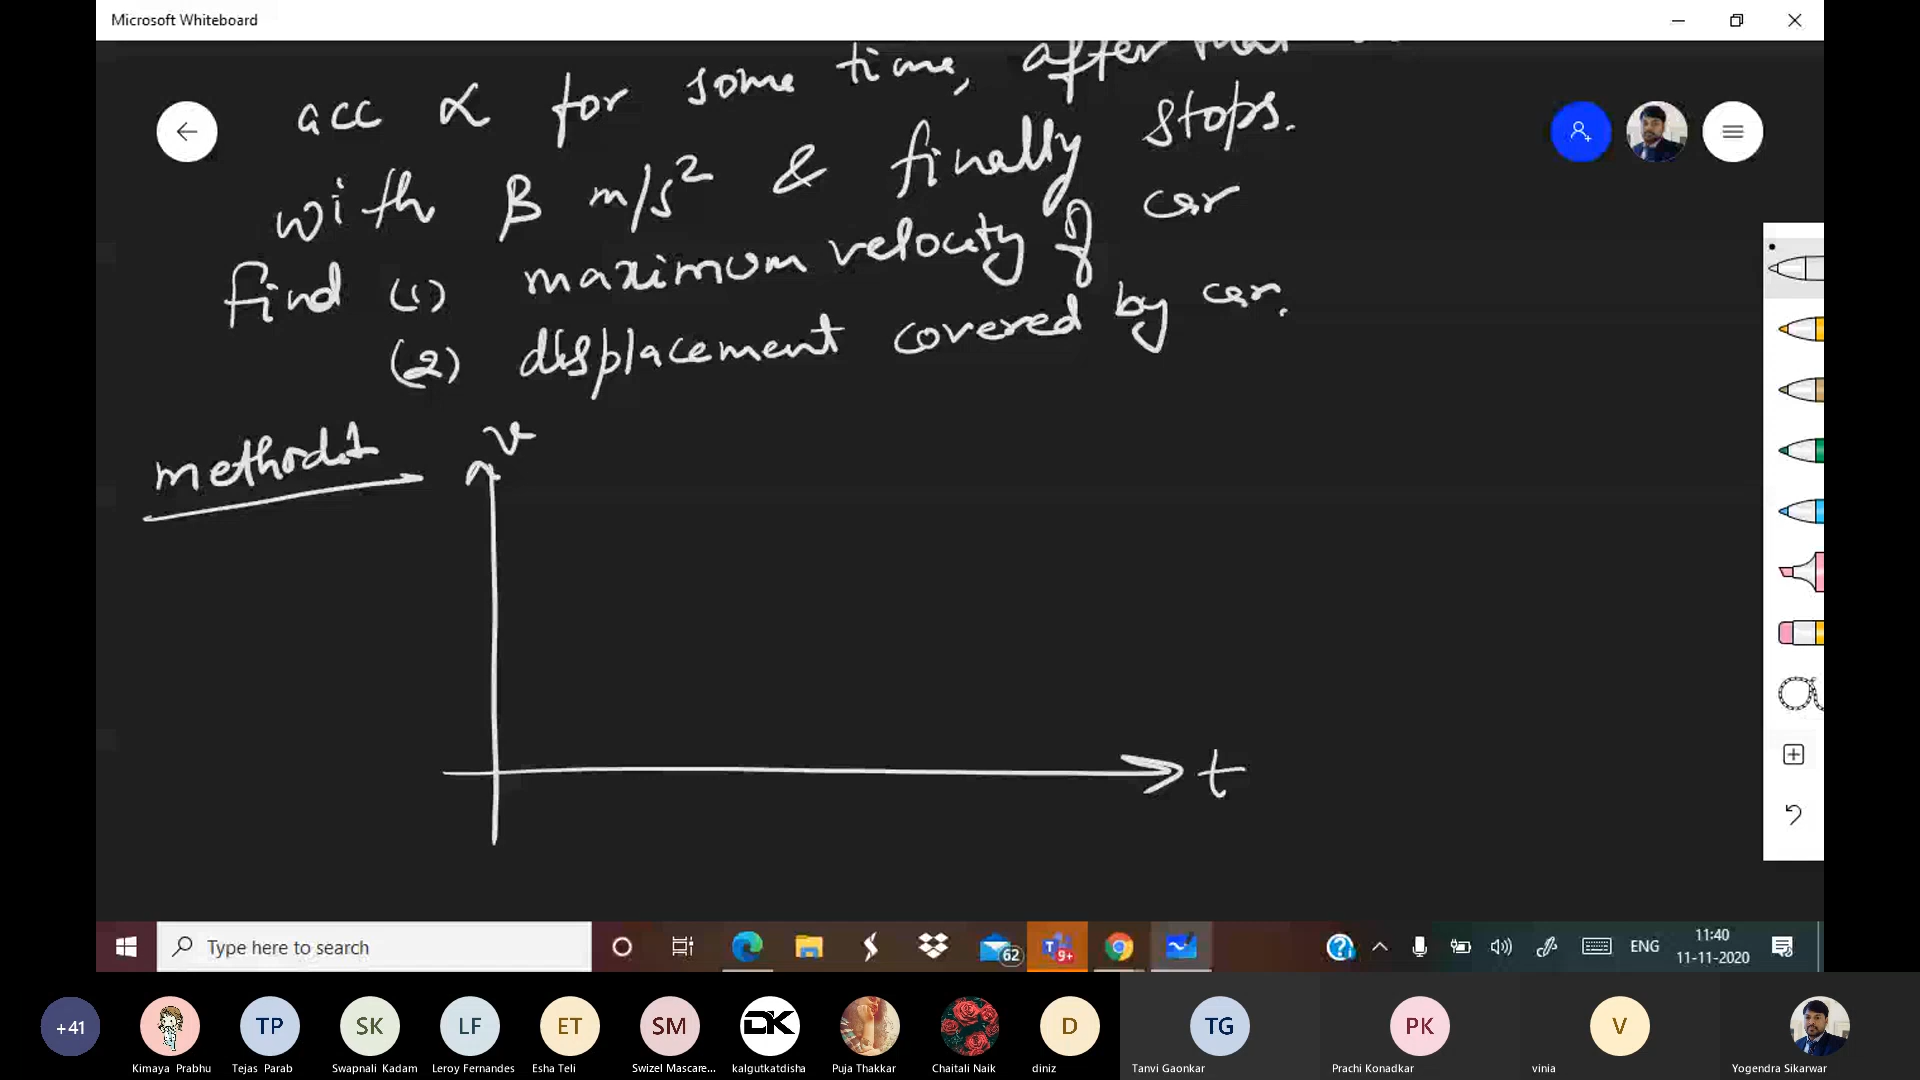 Microsoft Whiteboard
acc α for some time, after that
with β m/s² & finally stops.
find (1) maximum velocity of car
(2) displacement covered by car.
method.1
v
t
Type here to search
62
9+
ENG
11:40
11-11-2020
+41
TP
SK
LF
ET
SM
DK
D
TG
PK
V
Kimaya Prabhu
Tejas Parab
Swapnali Kadam
Leroy Fernandes
Esha Teli
Swizel Mascare...
kalgutkatdisha
Puja Thakkar
Chaitali Naik
diniz
Tanvi Gaonkar
Prachi Konadkar
vinia
Yogendra Sikarwar